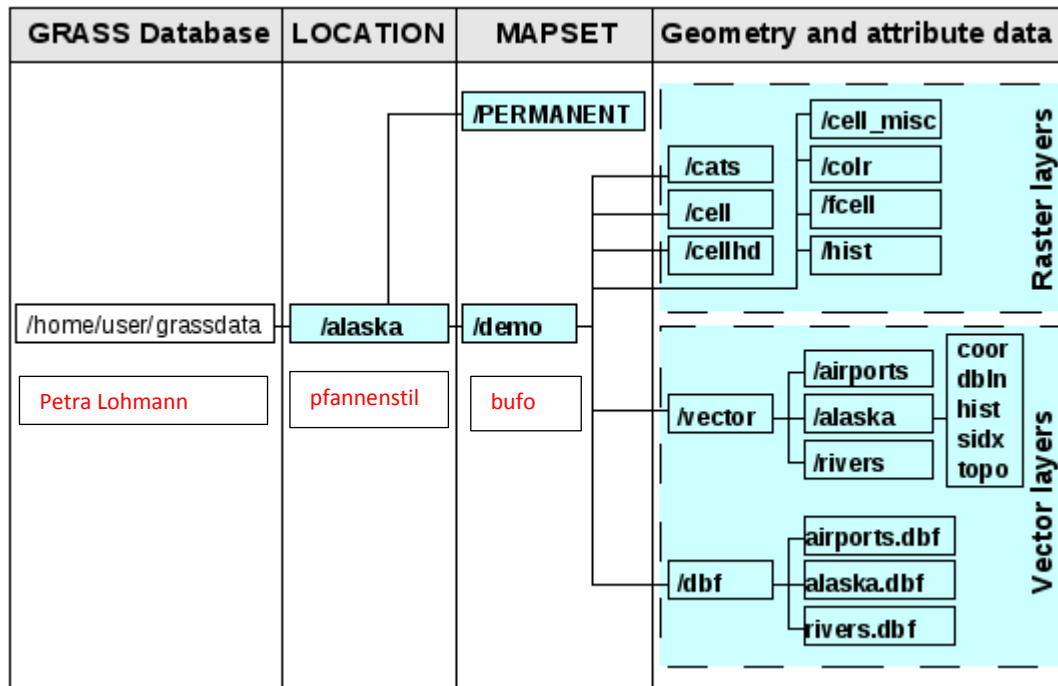 GRASS Database LOCATION MAPSET Geometry and attribute data
/PERMANENT
/cell_misc
/cats
/colr
/cell
/fcell
/cellhd
/hist
Raster layers
/home/user/grassdata
/alaska
/demo
Petra Lohmann
pfannenstil
bufo
/vector
/airports
/alaska
/rivers
coor
dbln
hist
sidx
topo
/dbf
airports.dbf
alaska.dbf
rivers.dbf
Vector layers